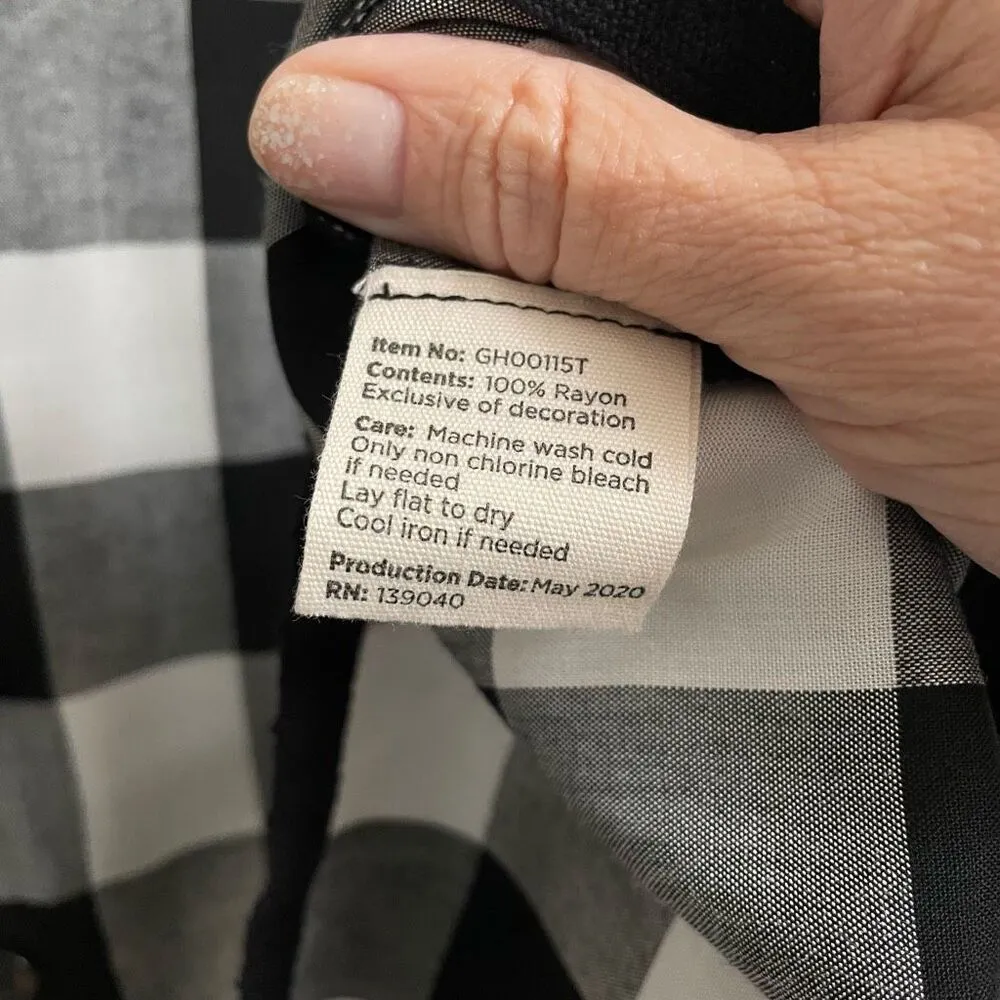 Item No: GH00115T
Contents: 100% Rayon
Exclusive of decoration
Care: Machine wash cold
Only non chlorine bleach
if needed
Lay flat to dry
Cool iron if needed
Production Date: May 2020
RN: 139040